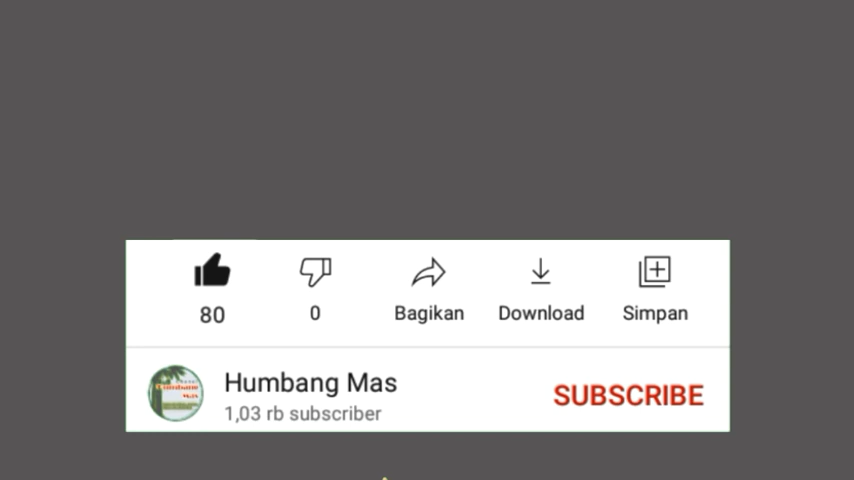 80
0
Bagikan
Download
Simpan
Humbang Mas
1,03 rb subscriber
SUBSCRIBE